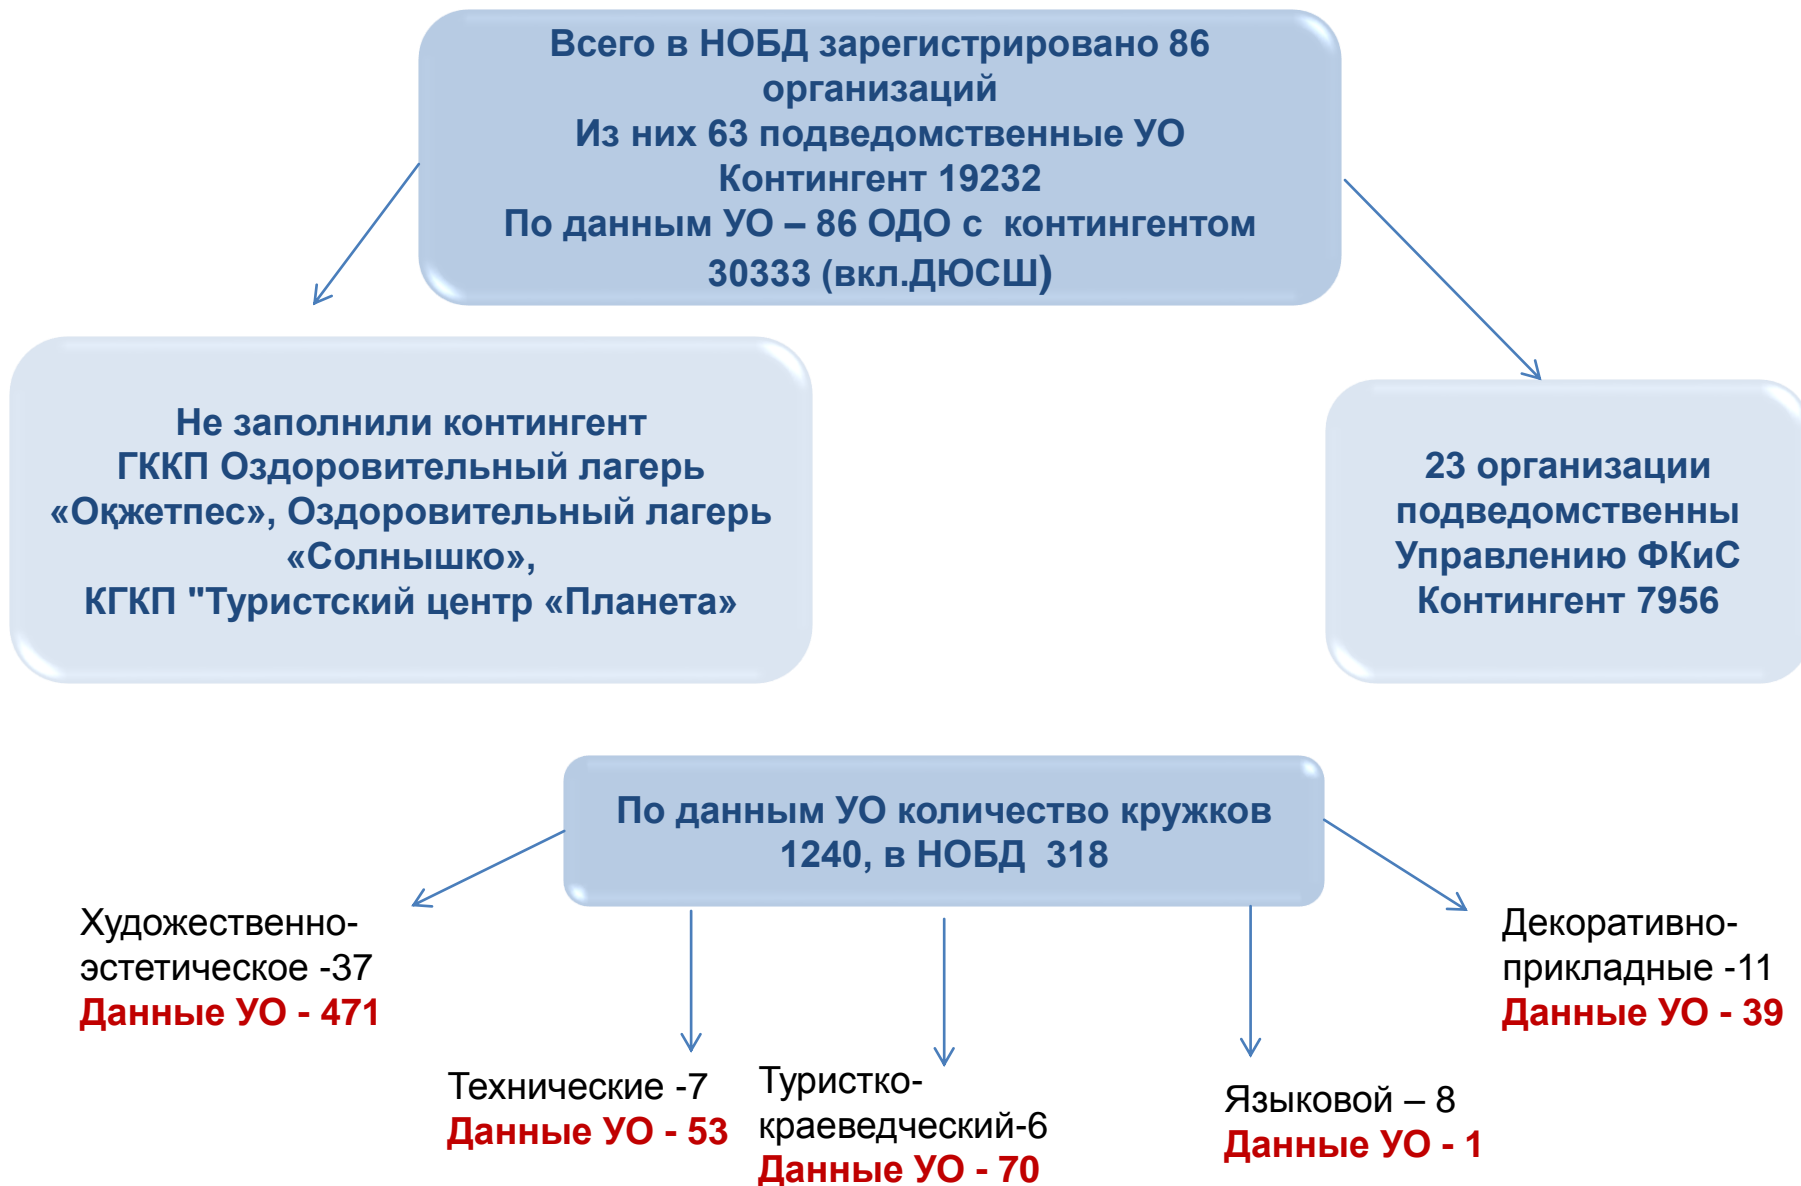 Всего в НОБД зарегистрировано 86
организаций
Из них 63 подведомственные УО
Контингент 19232
По данным УО – 86 ОДО с контингентом
30333 (вкл.ДЮСШ)
Не заполнили контингент
ГККП Оздоровительный лагерь
«Оқжетпес», Оздоровительный лагерь
«Солнышко»,
КГКП "Туристский центр «Планета»
23 организации
подведомственны
Управлению ФКиС
Контингент 7956
По данным УО количество кружков
1240, в НОБД 318
Художественно-
эстетическое -37
Данные УО - 471
Технические -7
Данные УО - 53
Туристко-
краеведческий-6
Данные УО - 70
Языковой – 8
Данные УО - 1
Декоративно-
прикладные -11
Данные УО - 39